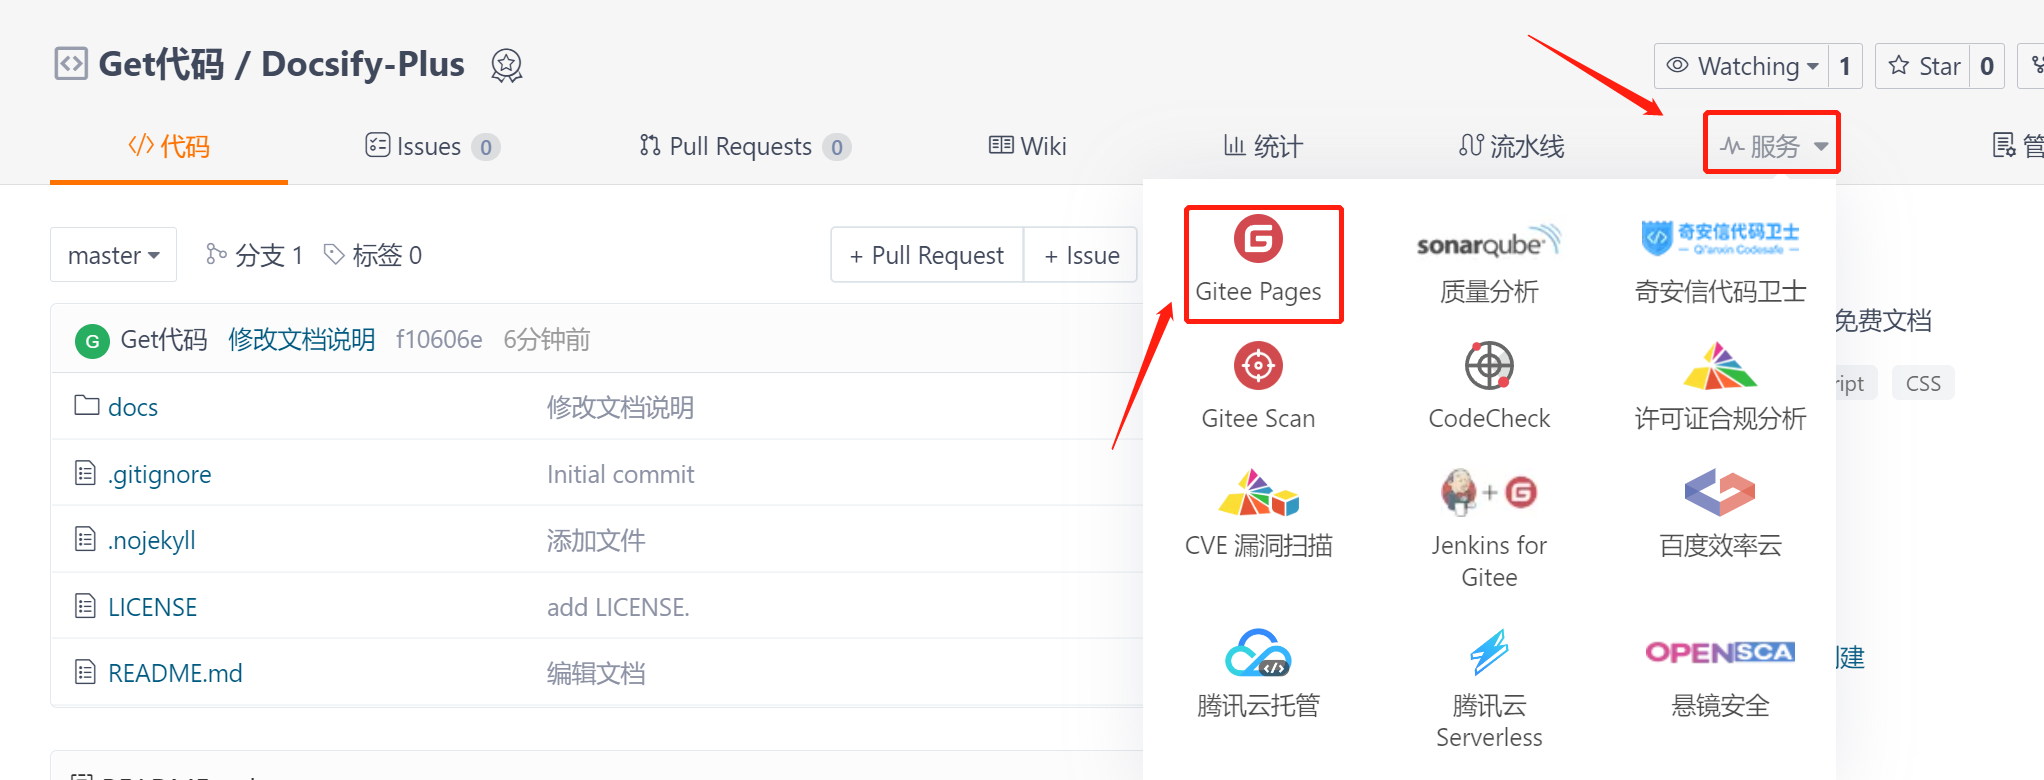 Get代码 / Docsify-Plus
Watching 1
Star 0
代码
Issues 0
Pull Requests 0
Wiki
统计
流水线
服务
管
master
分支 1
标签 0
+ Pull Request
+ Issue
G Get代码 修改文档说明 f10606e 6分钟前
docs 修改文档说明
.gitignore Initial commit
.nojekyll 添加文件
LICENSE add LICENSE.
README.md 编辑文档
Gitee Pages
sonarqube
质量分析
奇安信代码卫士
Qi'anxin Codesafe
奇安信代码卫士
Gitee Scan
CodeCheck
许可证合规分析
CVE 漏洞扫描
Jenkins for
Gitee
百度效率云
腾讯云托管
腾讯云
Serverless
OPENSCA
悬镜安全
免费文档
ript
CSS
建